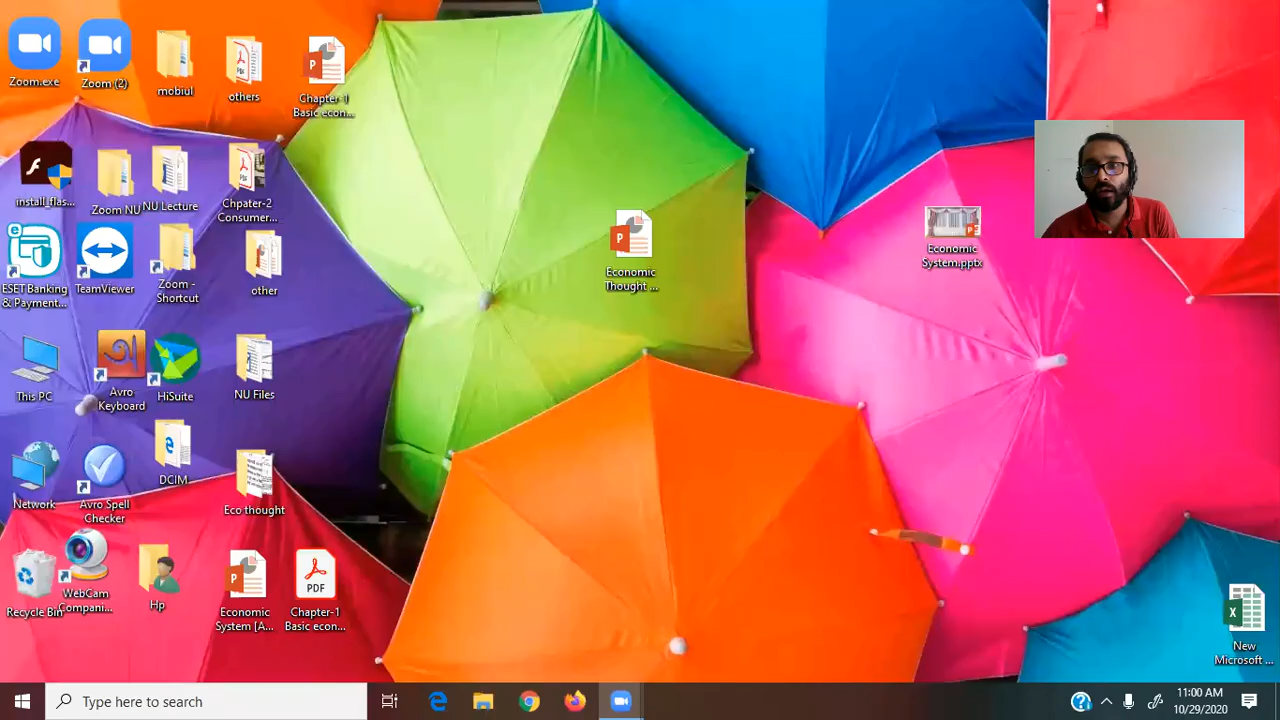 Zoom.exe
Zoom (2)
mobiul
others
Chapter-1
Basic econ...
install_flas...
Zoom NU
NU Lecture
Chpater-2
Consumer...
ESET Banking
& Paymen...
TeamViewer
Zoom -
Shortcut
other
Economic
Thought ...
Economic
System.pptx
This PC
Avro
Keyboard
HiSuite
NU Files
Network
Avro Spell
Checker
DCIM
Eco thought
Recycle Bin
WebCam
Compani...
Hp
Economic
System [A...
PDF
Chapter-1
Basic econ...
New
Microsoft ...
Type here to search
11:00 AM
10/29/2020